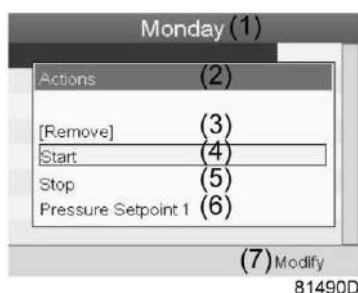 Monday (1)
Actions (2)
[Remove] (3)
Start (4)
Stop (5)
Pressure Setpoint 1 (6)
(7) Modify
81490D